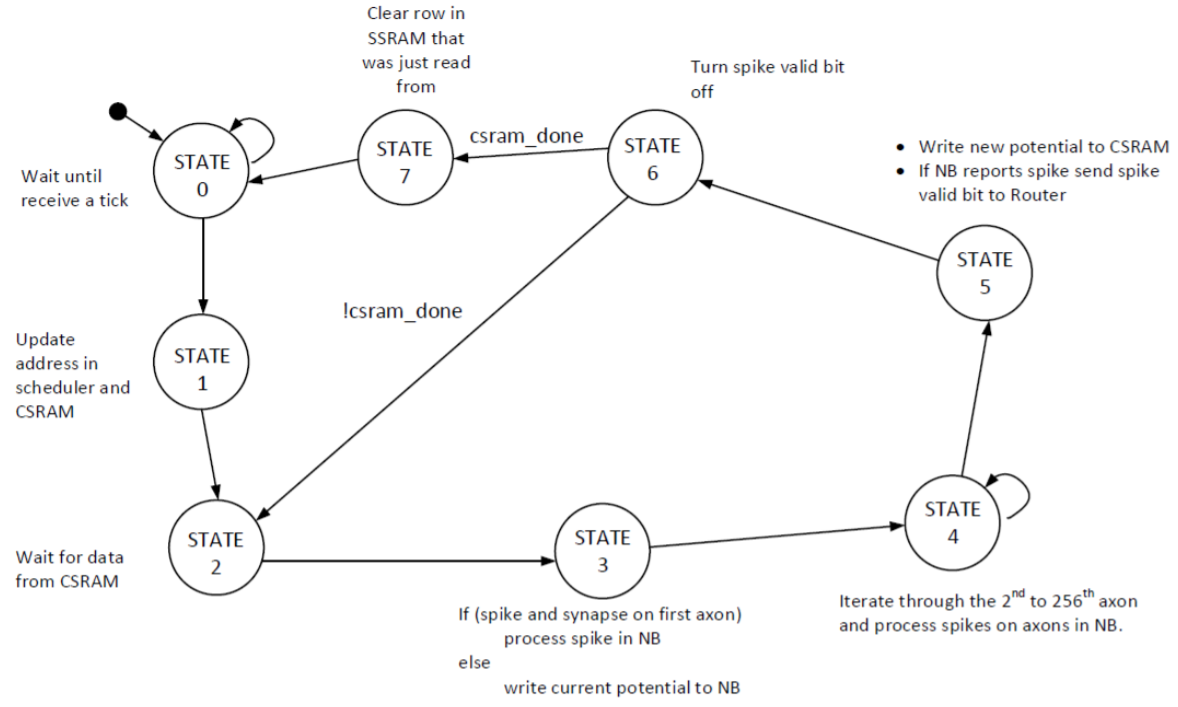 Clear row in
SSRAM that
was just read
from
Turn spike valid bit
off
STATE
0
STATE
7
csram_done
STATE
6
• Write new potential to CSRAM
• If NB reports spike send spike
valid bit to Router
Wait until
receive a tick
STATE
5
!csram_done
Update
address in
scheduler and
CSRAM
STATE
1
STATE
2
Wait for data
from CSRAM
STATE
3
STATE
4
If (spike and synapse on first axon)
process spike in NB
else
write current potential to NB
Iterate through the 2nd to 256th axon
and process spikes on axons in NB.